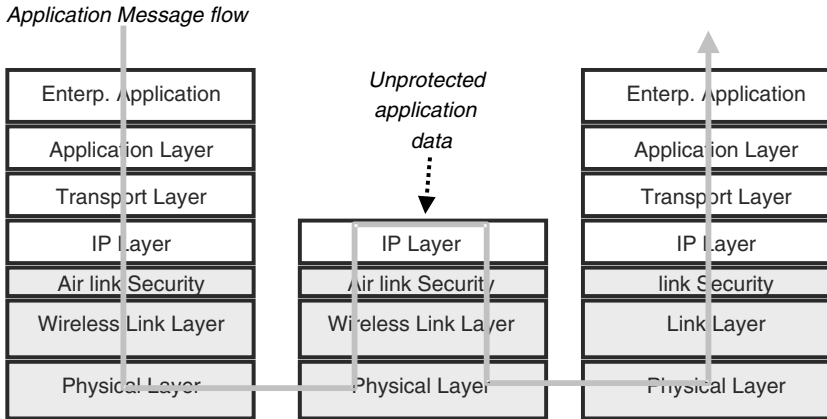 Application Message flow
Enterp. Application
Application Layer
Transport Layer
IP Layer
Air link Security
Wireless Link Layer
Physical Layer
Unprotected
application
data
IP Layer
Air link Security
Wireless Link Layer
Physical Layer
Enterp. Application
Application Layer
Transport Layer
IP Layer
link Security
Link Layer
Physical Layer